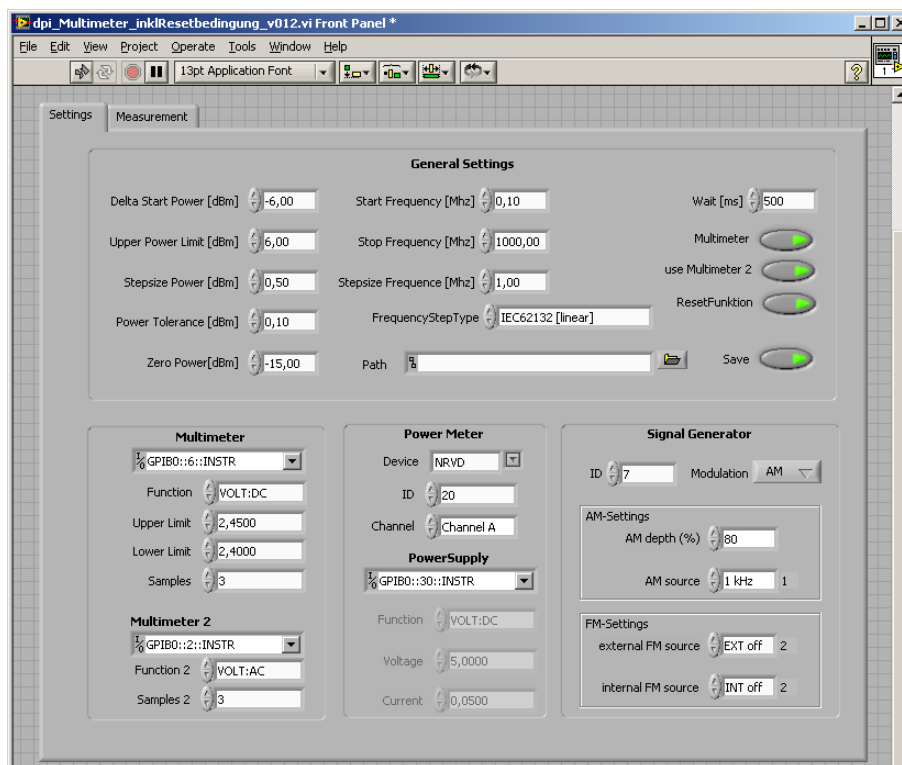 dpi_Multimeter_inklResetbedingung_v012.vi Front Panel *
File Edit View Project Operate Tools Window Help
13pt Application Font
? 1
Settings Measurement
General Settings
Delta Start Power [dBm] -6,00 Start Frequency [Mhz] 0,10 Wait [ms] 500
Upper Power Limit [dBm] 6,00 Stop Frequency [Mhz] 1000,00 Multimeter
Stepsize Power [dBm] 0,50 Stepsize Frequence [Mhz] 1,00 use Multimeter 2
Power Tolerance [dBm] 0,10 FrequencyStepType IEC62132 [linear] ResetFunktion
Zero Power[dBm] -15,00 Path Save
Multimeter
GPIB0::6::INSTR
Function VOLT:DC
Upper Limit 2,4500
Lower Limit 2,4000
Samples 3
Multimeter 2
GPIB0::2::INSTR
Function 2 VOLT:AC
Samples 2 3
Power Meter
Device NRVD
ID 20
Channel Channel A
PowerSupply
GPIB0::30::INSTR
Function VOLT:DC
Voltage 5,0000
Current 0,0500
Signal Generator
ID 7 Modulation AM
AM-Settings
AM depth (%) 80
AM source 1 kHz 1
FM-Settings
external FM source EXT off 2
internal FM source INT off 2